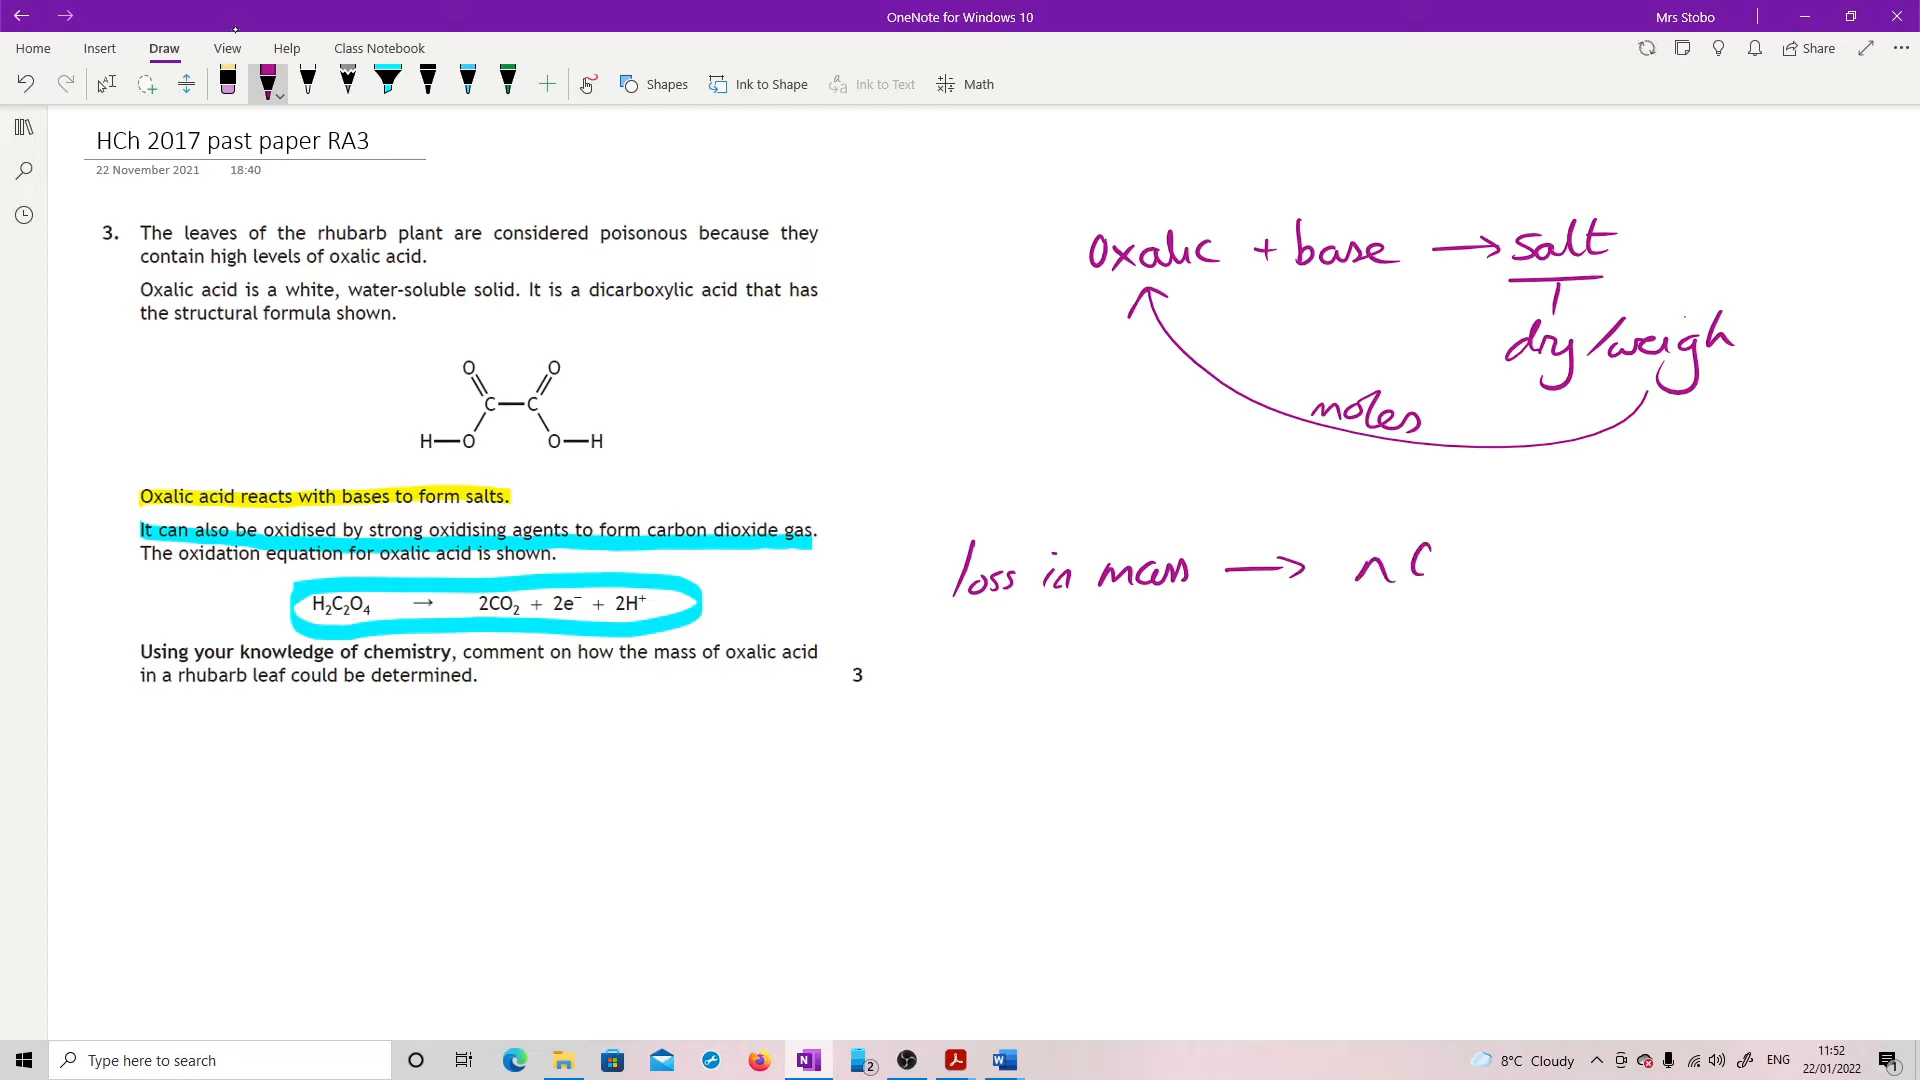 OneNote for Windows 10
Mrs Stobo
Home Insert Draw View Help Class Notebook
Share
Shapes Ink to Shape Ink to Text Math
HCh 2017 past paper RA3
22 November 2021 18:40
3. The leaves of the rhubarb plant are considered poisonous because they
contain high levels of oxalic acid.
Oxalic acid is a white, water-soluble solid. It is a dicarboxylic acid that has
the structural formula shown.
O O
C C
H O O H
Oxalic acid reacts with bases to form salts.
It can also be oxidised by strong oxidising agents to form carbon dioxide gas.
The oxidation equation for oxalic acid is shown.
H₂C₂O₄ → 2CO₂ + 2e⁻ + 2H⁺
Using your knowledge of chemistry, comment on how the mass of oxalic acid
in a rhubarb leaf could be determined.
3
oxalic + base → salt
dry/weigh
moles
loss in mass → n C
Type here to search
2
8°C Cloudy
ENG
11:52
22/01/2022
1